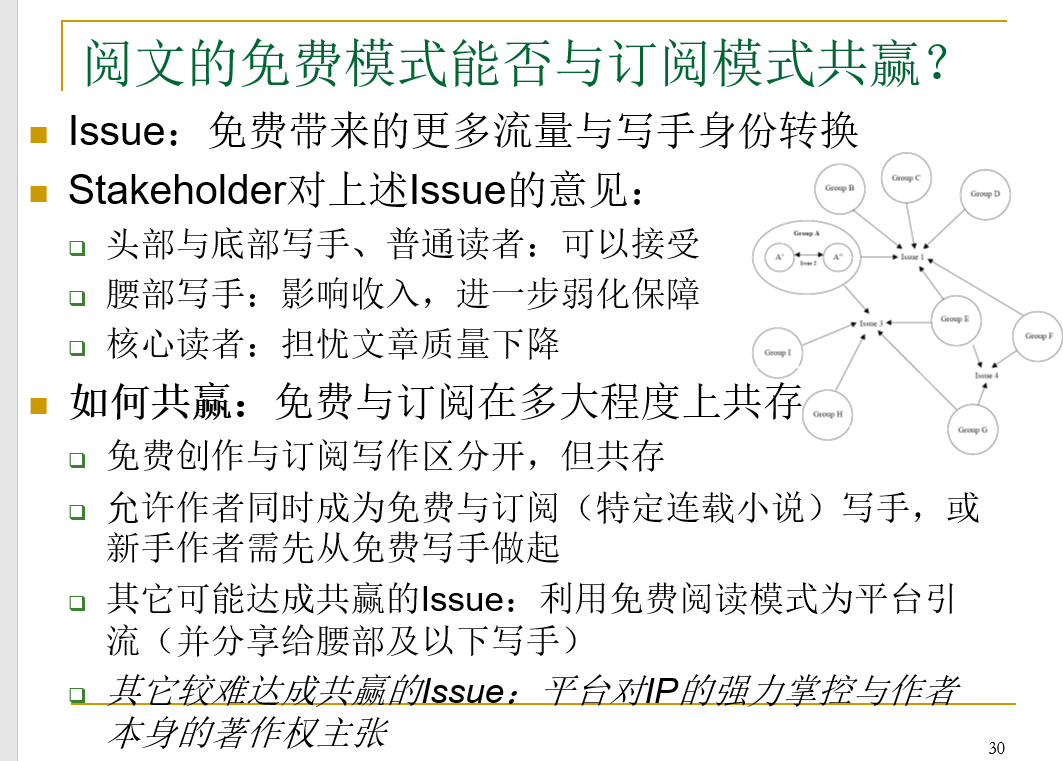 阅文的免费模式能否与订阅模式共赢？
Issue：免费带来的更多流量与写手身份转换
Stakeholder对上述Issue的意见：
头部与底部写手、普通读者：可以接受
腰部写手：影响收入，进一步弱化保障
核心读者：担忧文章质量下降
如何共赢：免费与订阅在多大程度上共存
免费创作与订阅写作区分开，但共存
允许作者同时成为免费与订阅（特定连载小说）写手，或
新手作者需先从免费写手做起
其它可能达成共赢的Issue：利用免费阅读模式为平台引
流（并分享给腰部及以下写手）
其它较难达成共赢的Issue：平台对IP的强力掌控与作者
本身的著作权主张
Group B
Group C
Group D
Group A
A'
Issue 2
A"
Issue 1
Issue 3
Group E
Group F
Group I
Issue 4
Group H
Group G
30